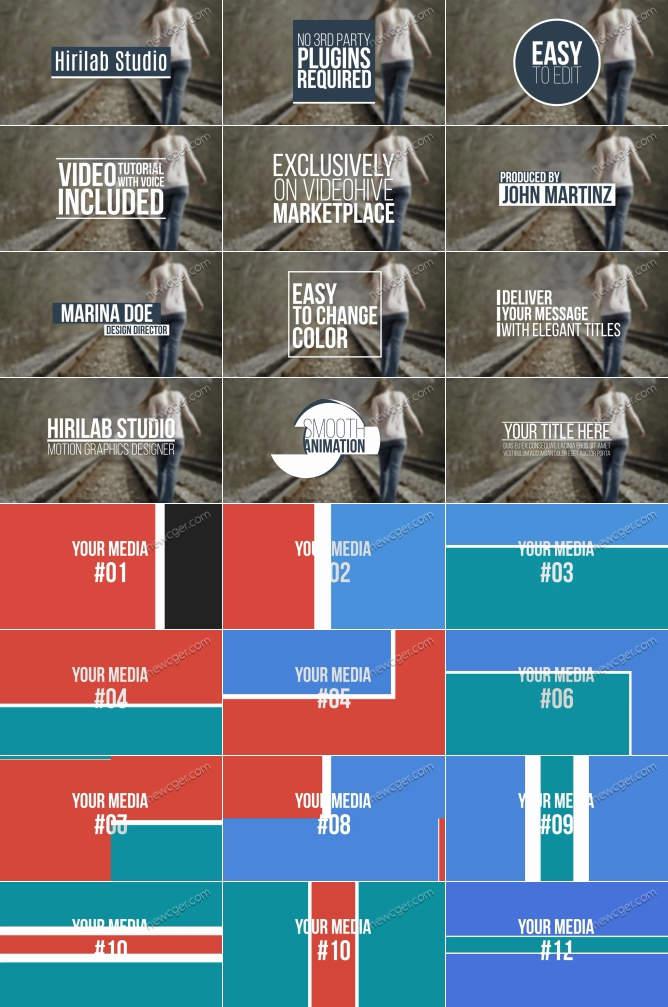 Hirilab Studio
NO 3RD PARTY
PLUGINS
REQUIRED
EASY
TO EDIT
VIDEO TUTORIAL
WITH VOICE
INCLUDED
EXCLUSIVELY
ON VIDEOHIVE
MARKETPLACE
PRODUCED BY
JOHN MARTINZ
MARINA DOE
DESIGN DIRECTOR
EASY
TO CHANGE
COLOR
DELIVER
YOUR MESSAGE
WITH ELEGANT TITLES
HIRILAB STUDIO
MOTION GRAPHICS DESIGNER
SMOOTH
ANIMATION
YOUR TITLE HERE
YOUR MEDIA
#01
YOUR MEDIA
02
YOUR MEDIA
#03
YOUR MEDIA
#04
YOUR MEDIA
#05
YOUR MEDIA
#06
YOUR MEDIA
#07
YOUR MEDIA
#08
YOUR MEDIA
#09
YOUR MEDIA
#10
YOUR MEDIA
#10
YOUR MEDIA
#11
newcger.com